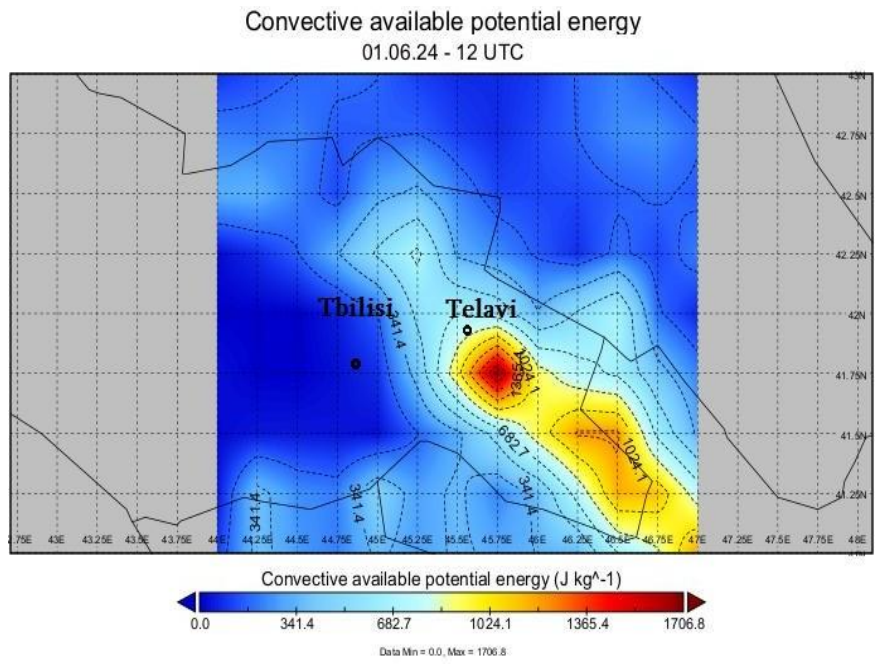 Convective available potential energy
01.06.24 - 12 UTC
43N
42.75N
42.5N
42.25N
Tbilisi
Telavi
42N
341.4
1024.1
1365.4
41.75N
682.7
1024.1
41.5N
341.4
341.4
341.4
41.25N
2.75E 43E 43.25E 43.5E 43.75E 44E 44.25E 44.5E 44.75E 45E 45.25E 45.5E 45.75E 46E 46.25E 46.5E 46.75E 47E 47.25E 47.5E 47.75E 48E
Convective available potential energy (J kg^-1)
0.0 341.4 682.7 1024.1 1365.4 1706.8
Data Min = 0.0, Max = 1706.8